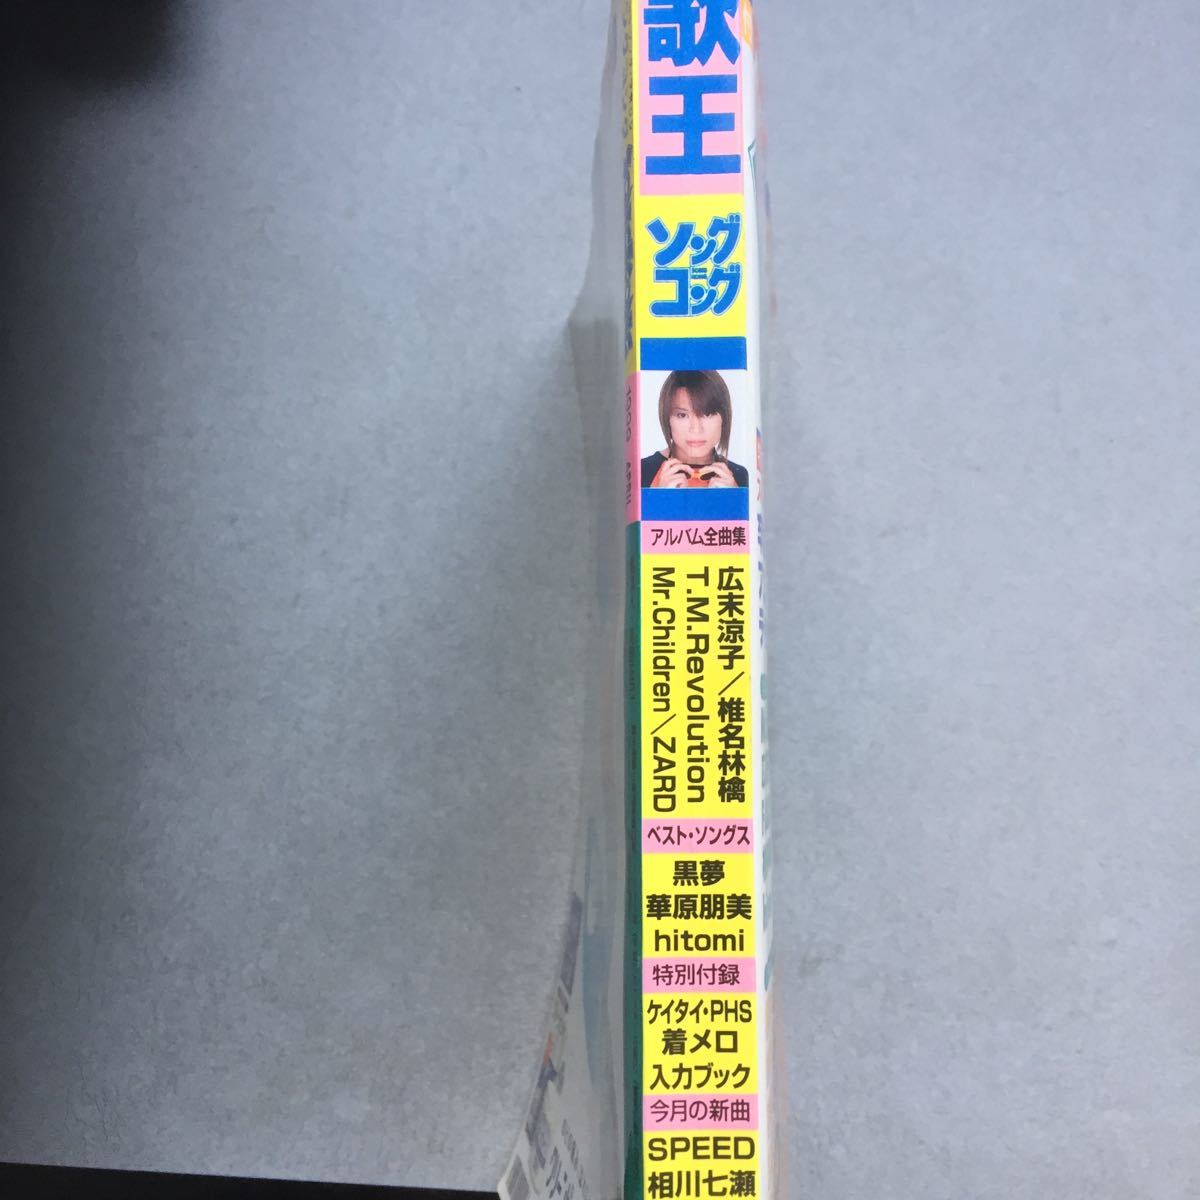 歌王
ソング
コング
アルバム全曲集
広末涼子／椎名林檎
T.M.Revolution
Mr.Children／ZARD
ベスト・ソングス
黒夢
華原朋美
hitomi
特別付録
ケイタイ・PHS
着メロ
入力ブック
今月の新曲
SPEED
相川七瀬
1999 APRIL